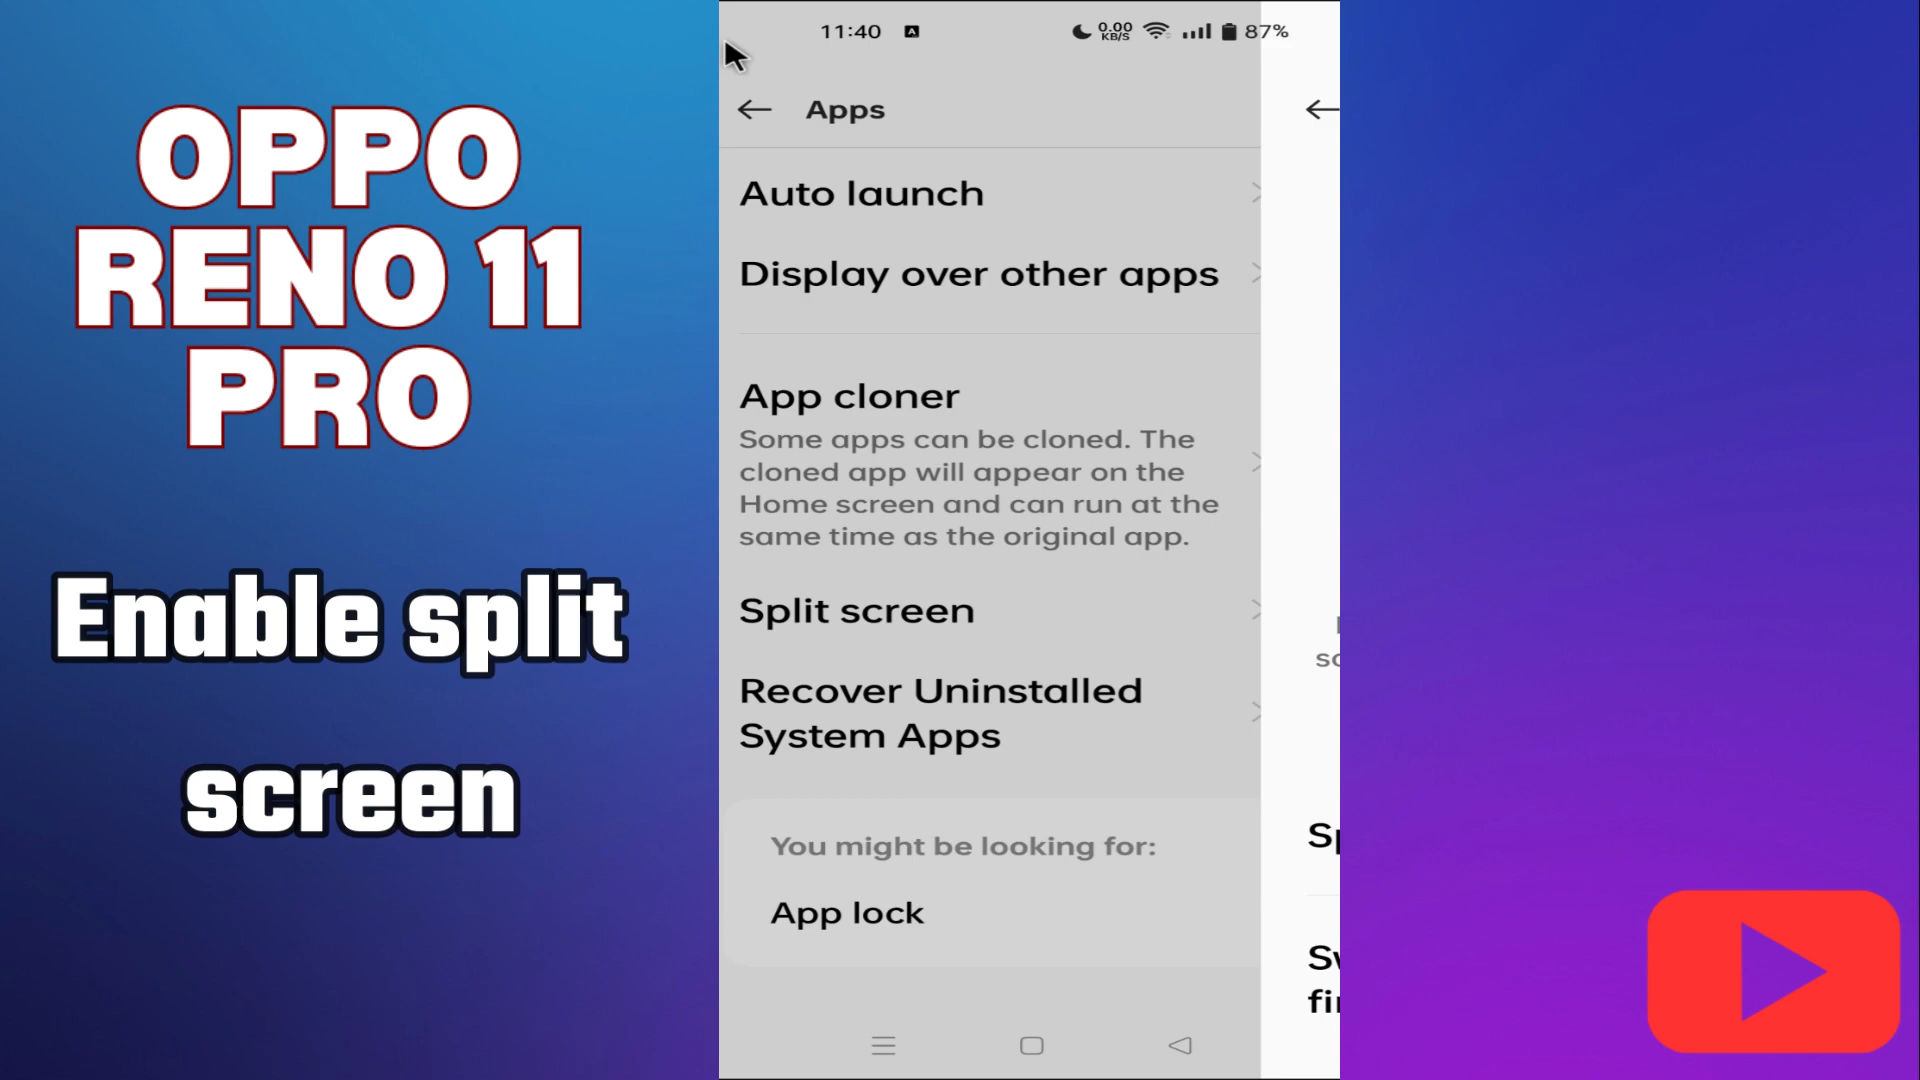 OPPO
RENO 11
PRO
Enable split
screen
11:40
0.00
KB/S
87%
Apps
Auto launch
Display over other apps
App cloner
Some apps can be cloned. The
cloned app will appear on the
Home screen and can run at the
same time as the original app.
Split screen
Recover Uninstalled
System Apps
You might be looking for:
App lock